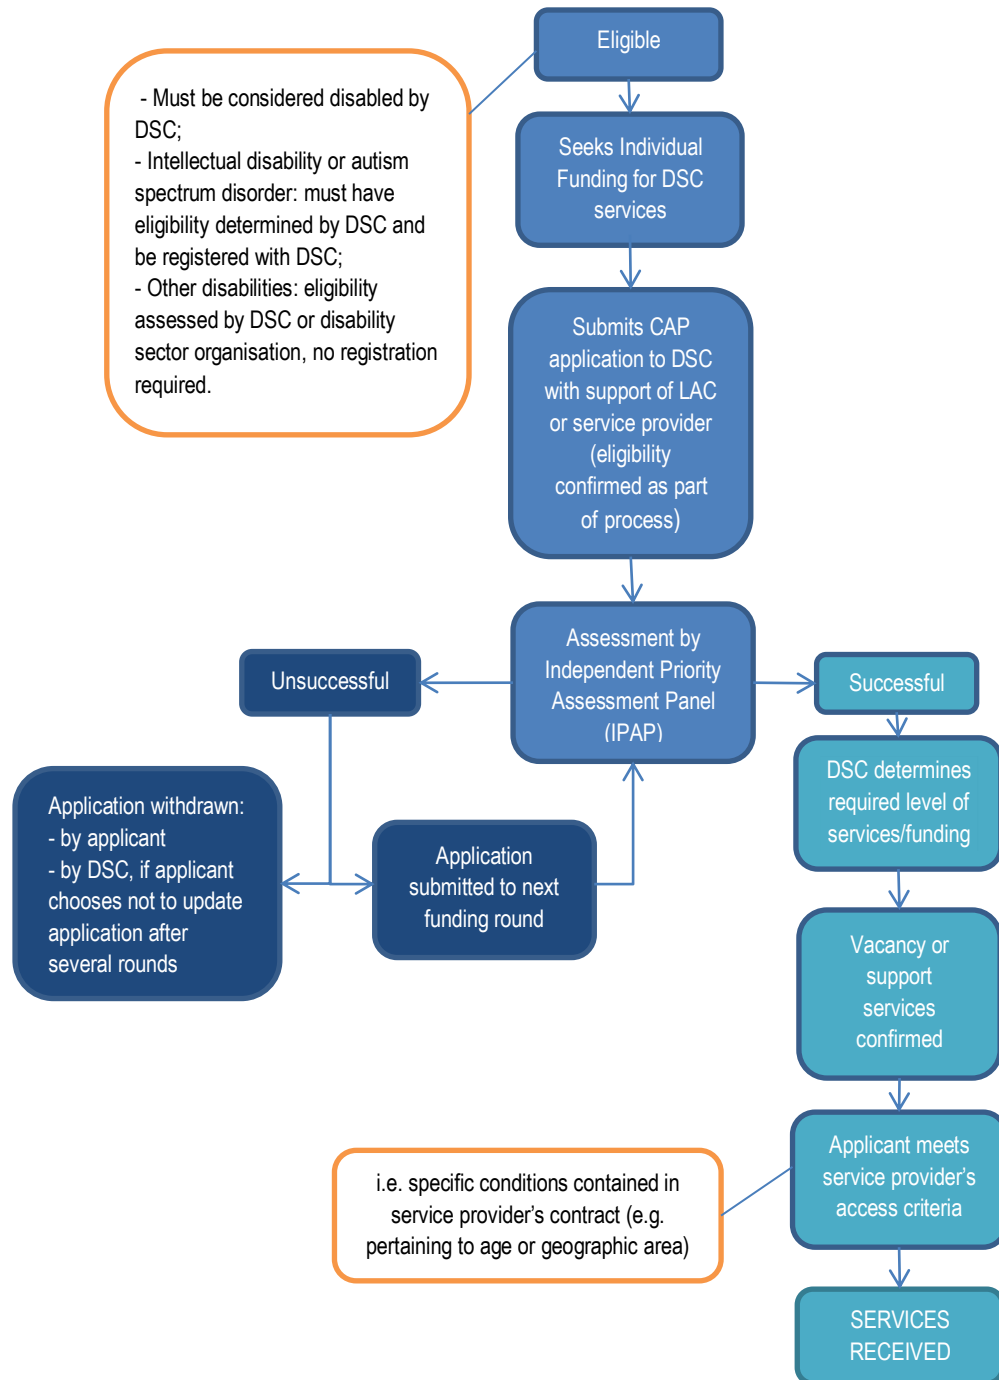 Eligible
- Must be considered disabled by
DSC;
- Intellectual disability or autism
spectrum disorder: must have
eligibility determined by DSC and
be registered with DSC;
- Other disabilities: eligibility
assessed by DSC or disability
sector organisation, no registration
required.
Seeks Individual
Funding for DSC
services
Submits CAP
application to DSC
with support of LAC
or service provider
(eligibility
confirmed as part
of process)
Assessment by
Independent Priority
Assessment Panel
(IPAP)
Unsuccessful
Successful
Application withdrawn:
- by applicant
- by DSC, if applicant
chooses not to update
application after
several rounds
Application
submitted to next
funding round
DSC determines
required level of
services/funding
Vacancy or
support
services
confirmed
Applicant meets
service provider’s
access criteria
i.e. specific conditions contained in
service provider’s contract (e.g.
pertaining to age or geographic area)
SERVICES
RECEIVED